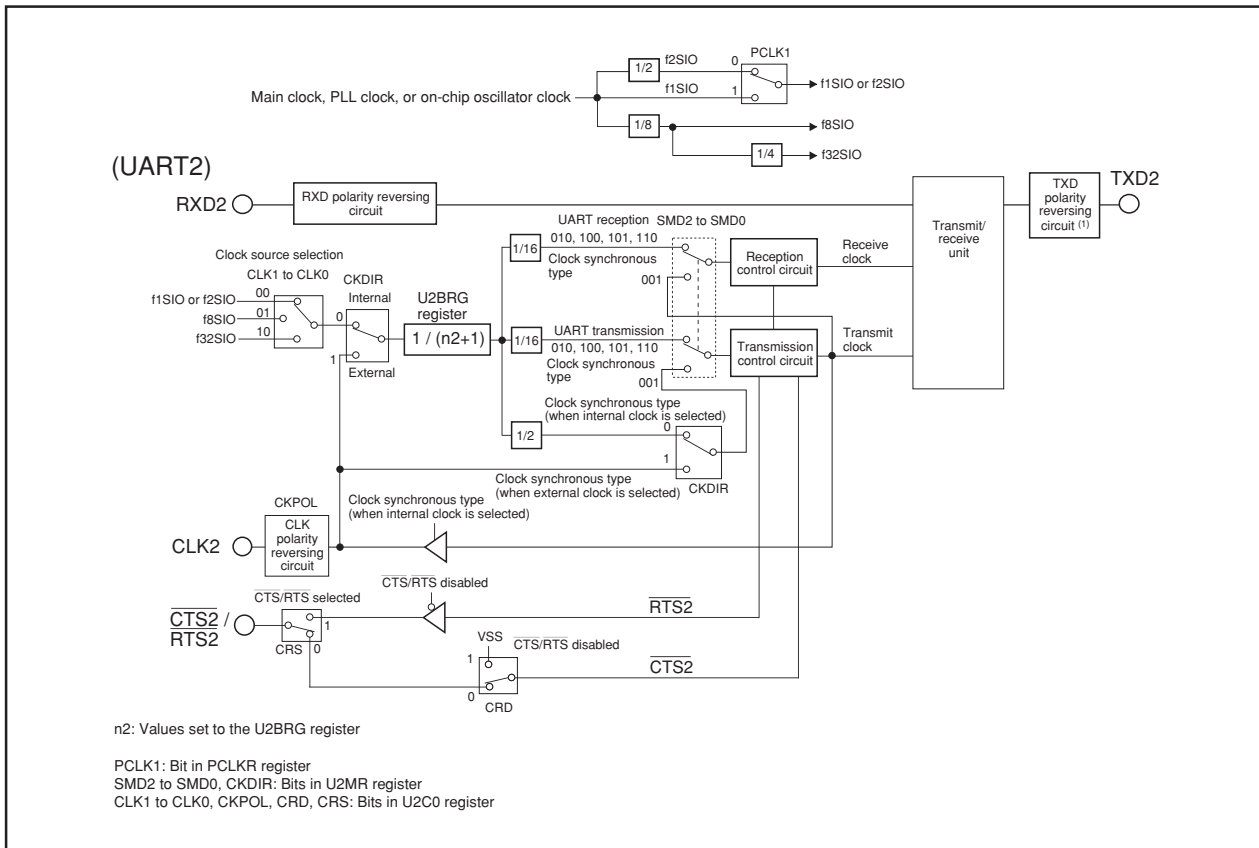 f2SIO
0
PCLK1
1/2
f1SIO or f2SIO
Main clock, PLL clock, or on-chip oscillator clock
f1SIO
1
1/8
f8SIO
1/4
f32SIO
(UART2)
RXD2
RXD polarity reversing
circuit
TXD
polarity
reversing
circuit (1)
TXD2
Transmit/
receive
unit
UART reception
SMD2 to SMD0
1/16
010, 100, 101, 110
Clock synchronous
type
001
Reception
control circuit
Receive
clock
Clock source selection
CLK1 to CLK0
00
f1SIO or f2SIO
01
f8SIO
10
f32SIO
CKDIR
Internal
0
1
External
U2BRG
register
1 / (n2+1)
1/16
UART transmission
010, 100, 101, 110
Clock synchronous
type
001
Transmission
control circuit
Transmit
clock
Clock synchronous type
(when internal clock is selected)
1/2
0
1
CKDIR
Clock synchronous type
(when external clock is selected)
CKPOL
CLK
polarity
reversing
circuit
CLK2
Clock synchronous type
(when internal clock is selected)
CTS/RTS selected
CTS/RTS disabled
CTS2 /
RTS2
1
CRS
0
RTS2
VSS
CTS/RTS disabled
1
0
CRD
CTS2
n2: Values set to the U2BRG register
PCLK1: Bit in PCLKR register
SMD2 to SMD0, CKDIR: Bits in U2MR register
CLK1 to CLK0, CKPOL, CRD, CRS: Bits in U2C0 register